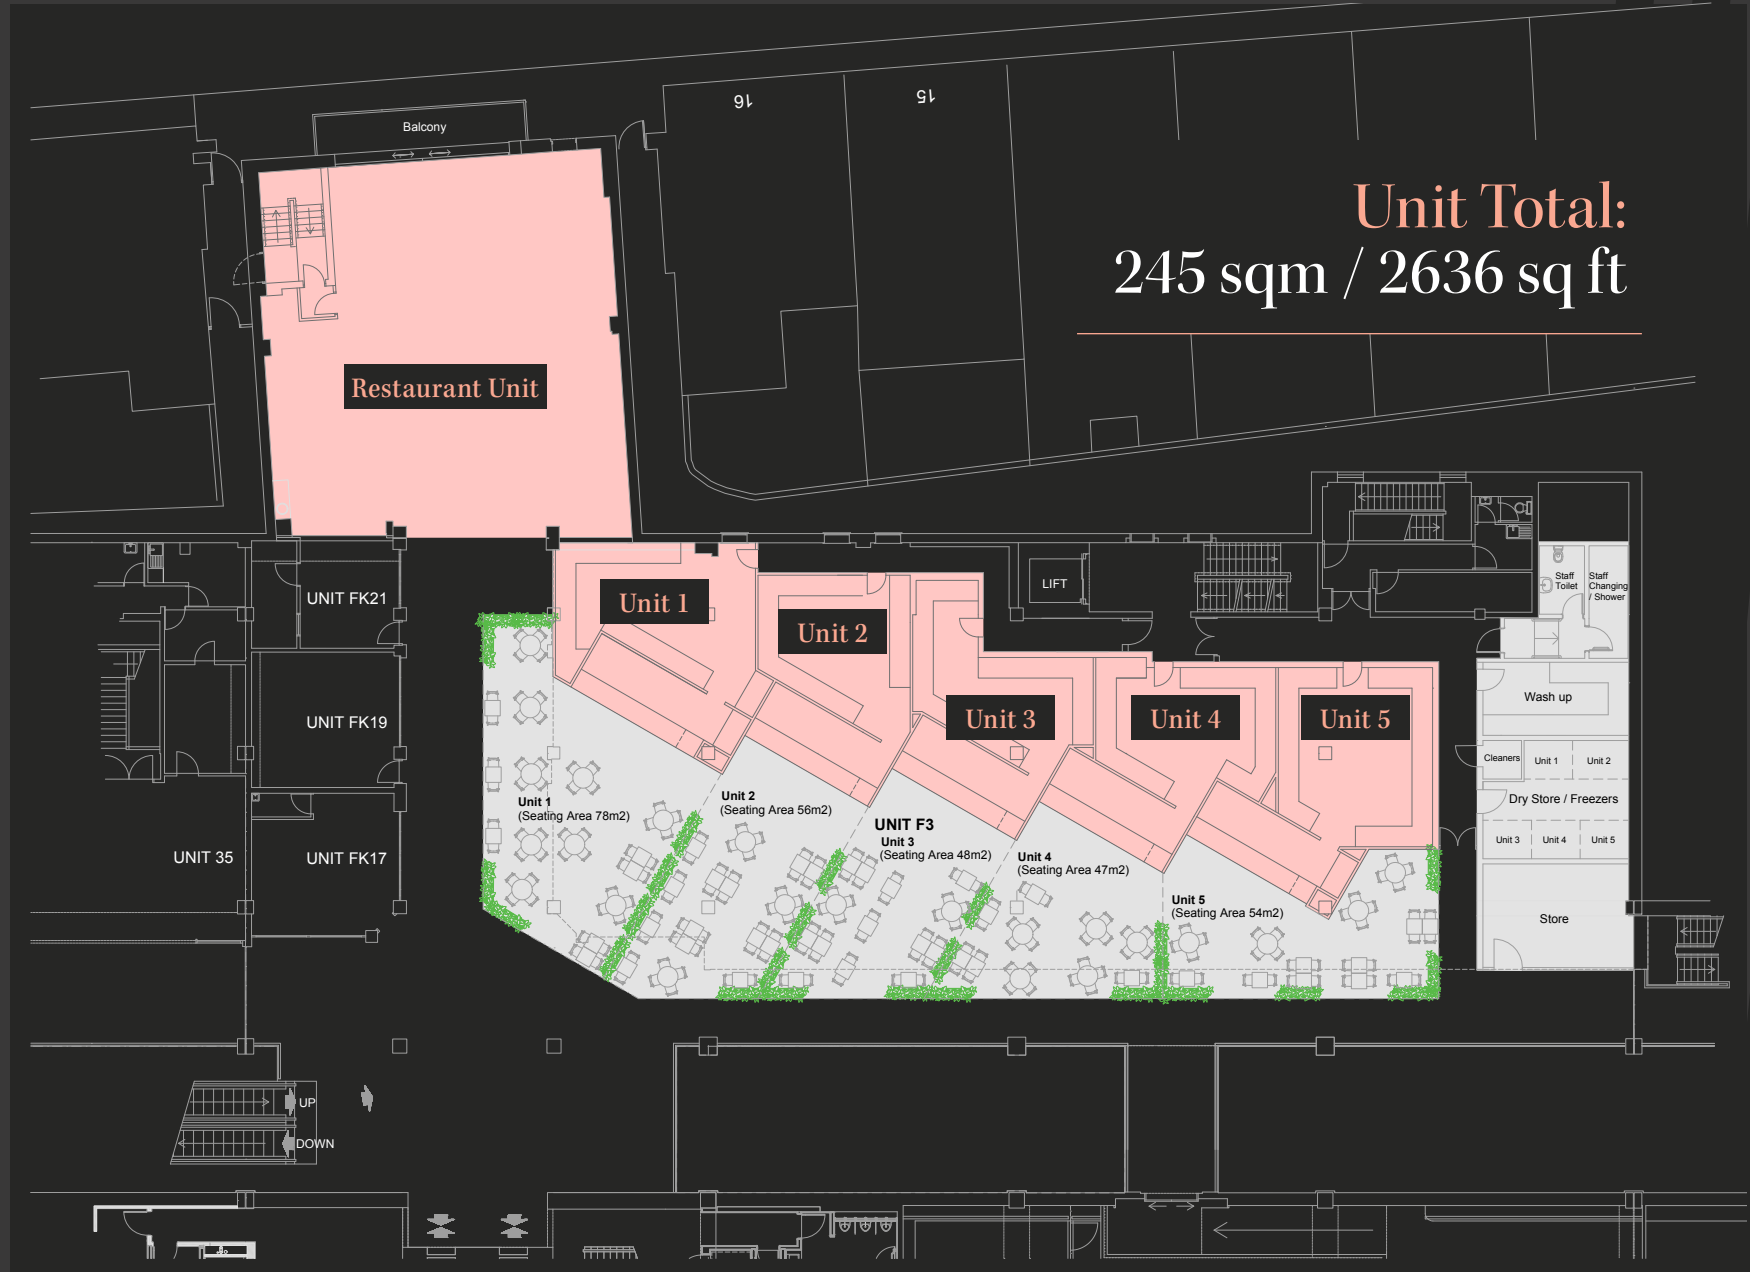 16
15
Balcony
Unit Total:
245 sqm / 2636 sq ft
Restaurant Unit
LIFT
Staff
Toilet
Staff
Changing
/ Shower
UNIT FK21
Unit 1
Unit 2
Unit 3
Unit 4
Unit 5
Wash up
UNIT FK19
Cleaners
Unit 1
Unit 2
Dry Store / Freezers
Unit 3
Unit 4
Unit 5
Unit 1
(Seating Area 78m2)
Unit 2
(Seating Area 56m2)
UNIT F3
Unit 3
(Seating Area 48m2)
Unit 4
(Seating Area 47m2)
Unit 5
(Seating Area 54m2)
UNIT 35
UNIT FK17
Store
UP
DOWN